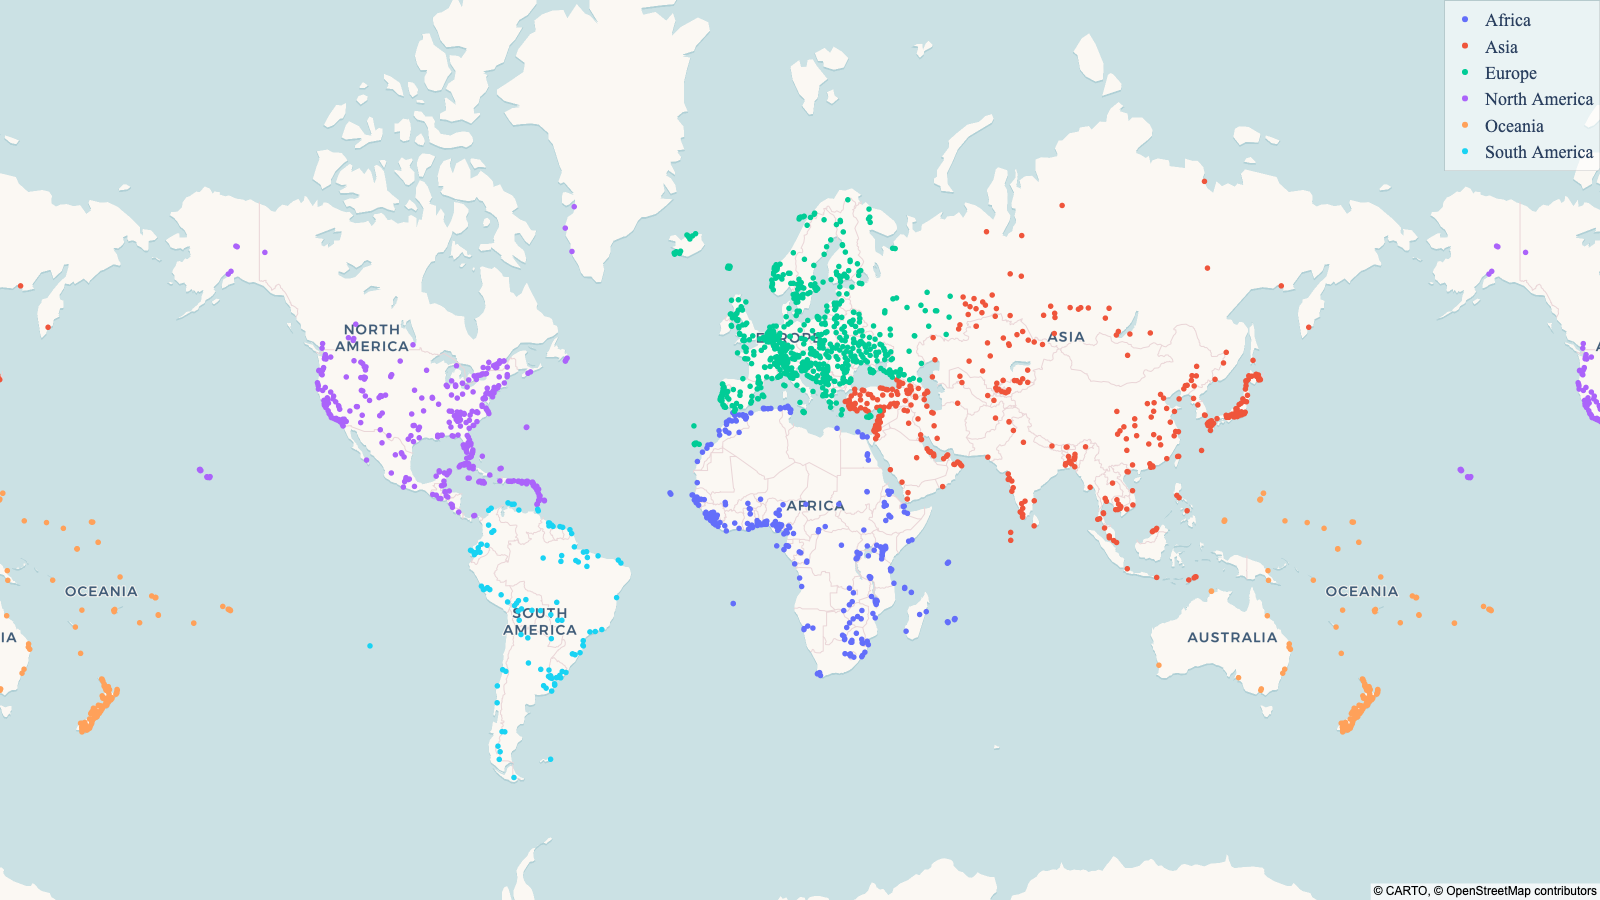 Africa
Asia
Europe
North America
Oceania
South America
NORTH
AMERICA
EUROPE
ASIA
AFRICA
OCEANIA
OCEANIA
SOUTH
AMERICA
IA
AUSTRALIA
A
© CARTO, © OpenStreetMap contributors